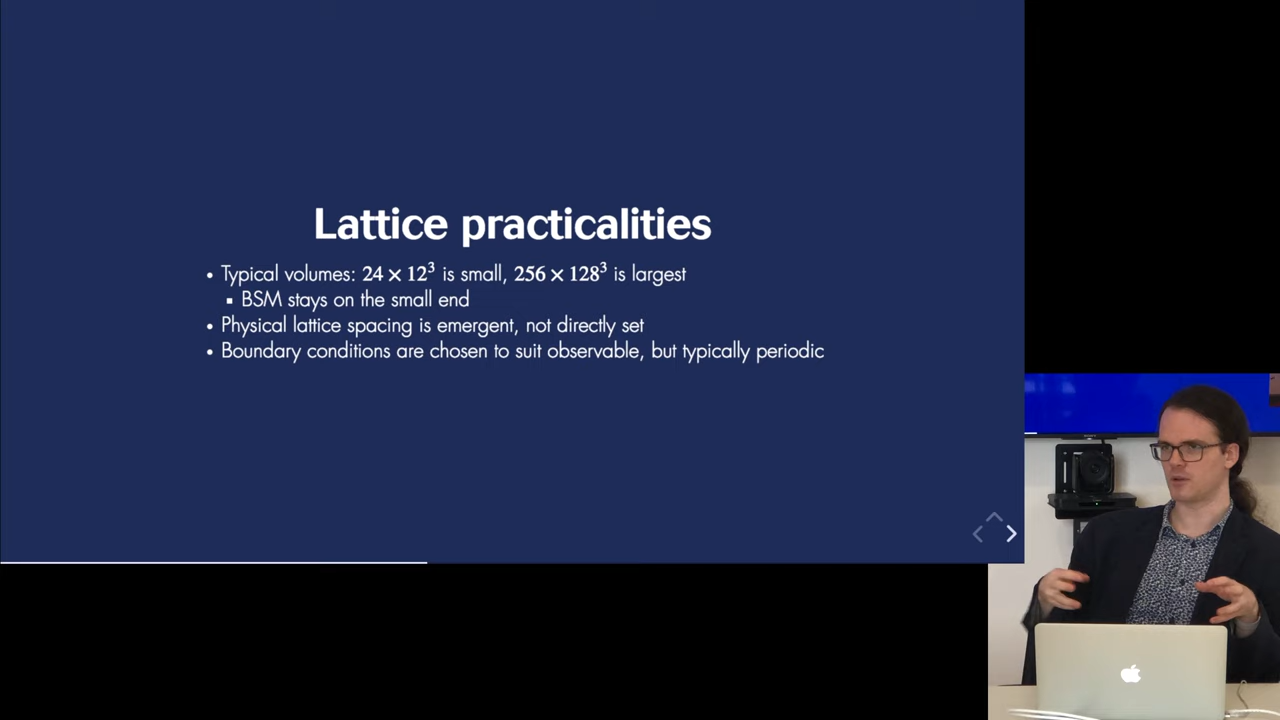 Lattice practicalities
• Typical volumes: 24 × 12³ is small, 256 × 128³ is largest
▪ BSM stays on the small end
• Physical lattice spacing is emergent, not directly set
• Boundary conditions are chosen to suit observable, but typically periodic